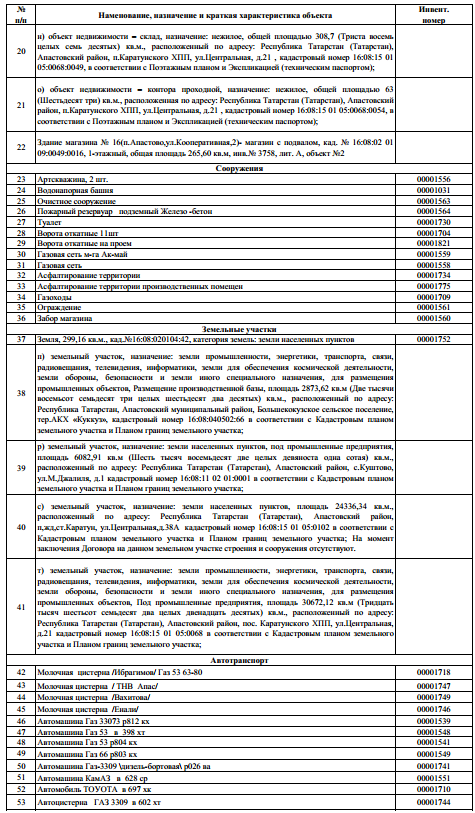 № Наименование, назначение и краткая характеристика объекта Инвент.
п/п номер
н) объект недвижимости – склад, назначение: нежилое, общей площадью 308,7 (Триста восемь
20 целых семь десятых) кв.м., расположенный по адресу: Республика Татарстан (Татарстан),
Апастовский район, п.Каратунского ХПП, ул.Центральная, д.21 , кадастровый номер 16:08:15 01
05:0068:0049, в соответствии с Поэтажным планом и Экспликацией (техническим паспортом);
о) объект недвижимости – контора проходной, назначение: нежилое, общей площадью 63
21 (Шестьдесят три) кв.м., расположенная по адресу: Республика Татарстан (Татарстан), Апастовский
район, п.Каратунского ХПП, ул.Центральная, д.21, кадастровый номер 16:08:15 01 05:0068:0054, в
соответствии с Поэтажным планом и Экспликацией (техническим паспортом);
22 Здание магазина № 16(п.Апастово,ул.Кооперативная,2)- магазин с подвалом, кад. № 16:08:02 01
09:0049:0016, 1-этажный, общая площадь 265,60 кв.м, инв.№ 3758, лит. А, объект №2
Сооружения
23 Артскважина, 2 шт. 00001556
24 Водонапорная башня 00001031
25 Очистное сооружение 00001563
26 Пожарный резервуар подземный Железо -бетон 00001564
27 Туалет 00001730
28 Ворота откатные 11шт 00001704
29 Ворота откатные на проем 00001821
30 Газовая сеть м-га Ак-май 00001559
31 Газовая сеть 00001558
32 Асфалтирование территории 00001734
33 Асфалтирование территории производственных помещен 00001775
34 Газоходы 00001709
35 Ограждение 00001561
36 Забор магазина 00001560
Земельные участки
37 Земля, 299,16 кв.м., кад.№16:08:020104:42, категория земель: земли населенных пунктов 00001752
п) земельный участок, назначение: земли промышленности, энергетики, транспорта, связи,
радиовещания, телевидения, информатики, земли для обеспечения космической деятельности,
земли обороны, безопасности и земли иного специального назначения, для размещения
промышленных объектов, Размещение производственной базы, площадь 2873,62 кв.м (Две тысячи
38 восемьсот семьдесят три целых шестьдесят два десятых) кв.м., расположенный по адресу:
Республика Татарстан, Апастовский муниципальный район, Большекокузское сельское поселение,
тер.АКХ «Куккуз», кадастровый номер 16:08:040502:66 в соответствии с Кадастровым планом
земельного участка и Планом границ земельного участка;
р) земельный участок, назначение: земли населенных пунктов, под промышленные предприятия,
39 площадь 6082,91 кв.м (Шесть тысяч восемьдесят две целых девяноста одна сотая) кв.м.,
расположенный по адресу: Республика Татарстан (Татарстан), Апастовский район, с.Куштово,
ул.М.Джалиля, д.1 кадастровый номер 16:08:11 02 01:0001 в соответствии с Кадастровым планом
земельного участка и Планом границ земельного участка;
с) земельный участок, назначение: земли населенных пунктов, площадь 24336,34 кв.м.,
расположенный по адресу: Республика Татарстан (Татарстан), Апастовский район,
40 п,ж,д,ст.Каратун, ул.Центральная,д.38А кадастровый номер 16:08:15 01 05:0102 в соответствии с
Кадастровым планом земельного участка и Планом границ земельного участка; На момент
заключения Договора на данном земельном участке строения и сооружения отсутствуют.
т) земельный участок, назначение: земли промышленности, энергетики, транспорта, связи,
радиовещания, телевидения, информатики, земли для обеспечения космической деятельности,
земли обороны, безопасности и земли иного специального назначения, для размещения
41 промышленных объектов, Под промышленные предприятия, площадь 30672,12 кв.м (Тридцать
тысяч шестьсот семьдесят два целых двенадцать десятых) кв.м., расположенный по адресу:
Республика Татарстан (Татарстан), Апастовский район, пос. Каратунского ХПП, ул.Центральная,
д.21 кадастровый номер 16:08:15 01 05:0068 в соответствии с Кадастровым планом земельного
участка и Планом границ земельного участка;
Автотранспорт
42 Молочная цистерна /Ибрагимов/ Газ 53 63-80 00001718
43 Молочная цистерна / ТНВ Апас/ 00001747
44 Молочная цистерна /Вахитова/ 00001749
45 Молочная цистерна /Енали/ 00001746
46 Автомашина Газ 33073 р812 кх 00001539
47 Автомашина Газ 53 в 398 хт 00001548
48 Автомашина Газ 53 р804 кх 00001541
49 Автомашина Газ 66 р803 кх 00001549
50 Автомашина Газ-3309 \дизель-бортовая\ р026 ва 00001741
51 Автомашина КамАЗ в 628 ср 00001551
52 Автомобиль ТОУОТА в 697 хк 00001710
53 Автоцистерна ГАЗ 3309 в 602 хт 00001744